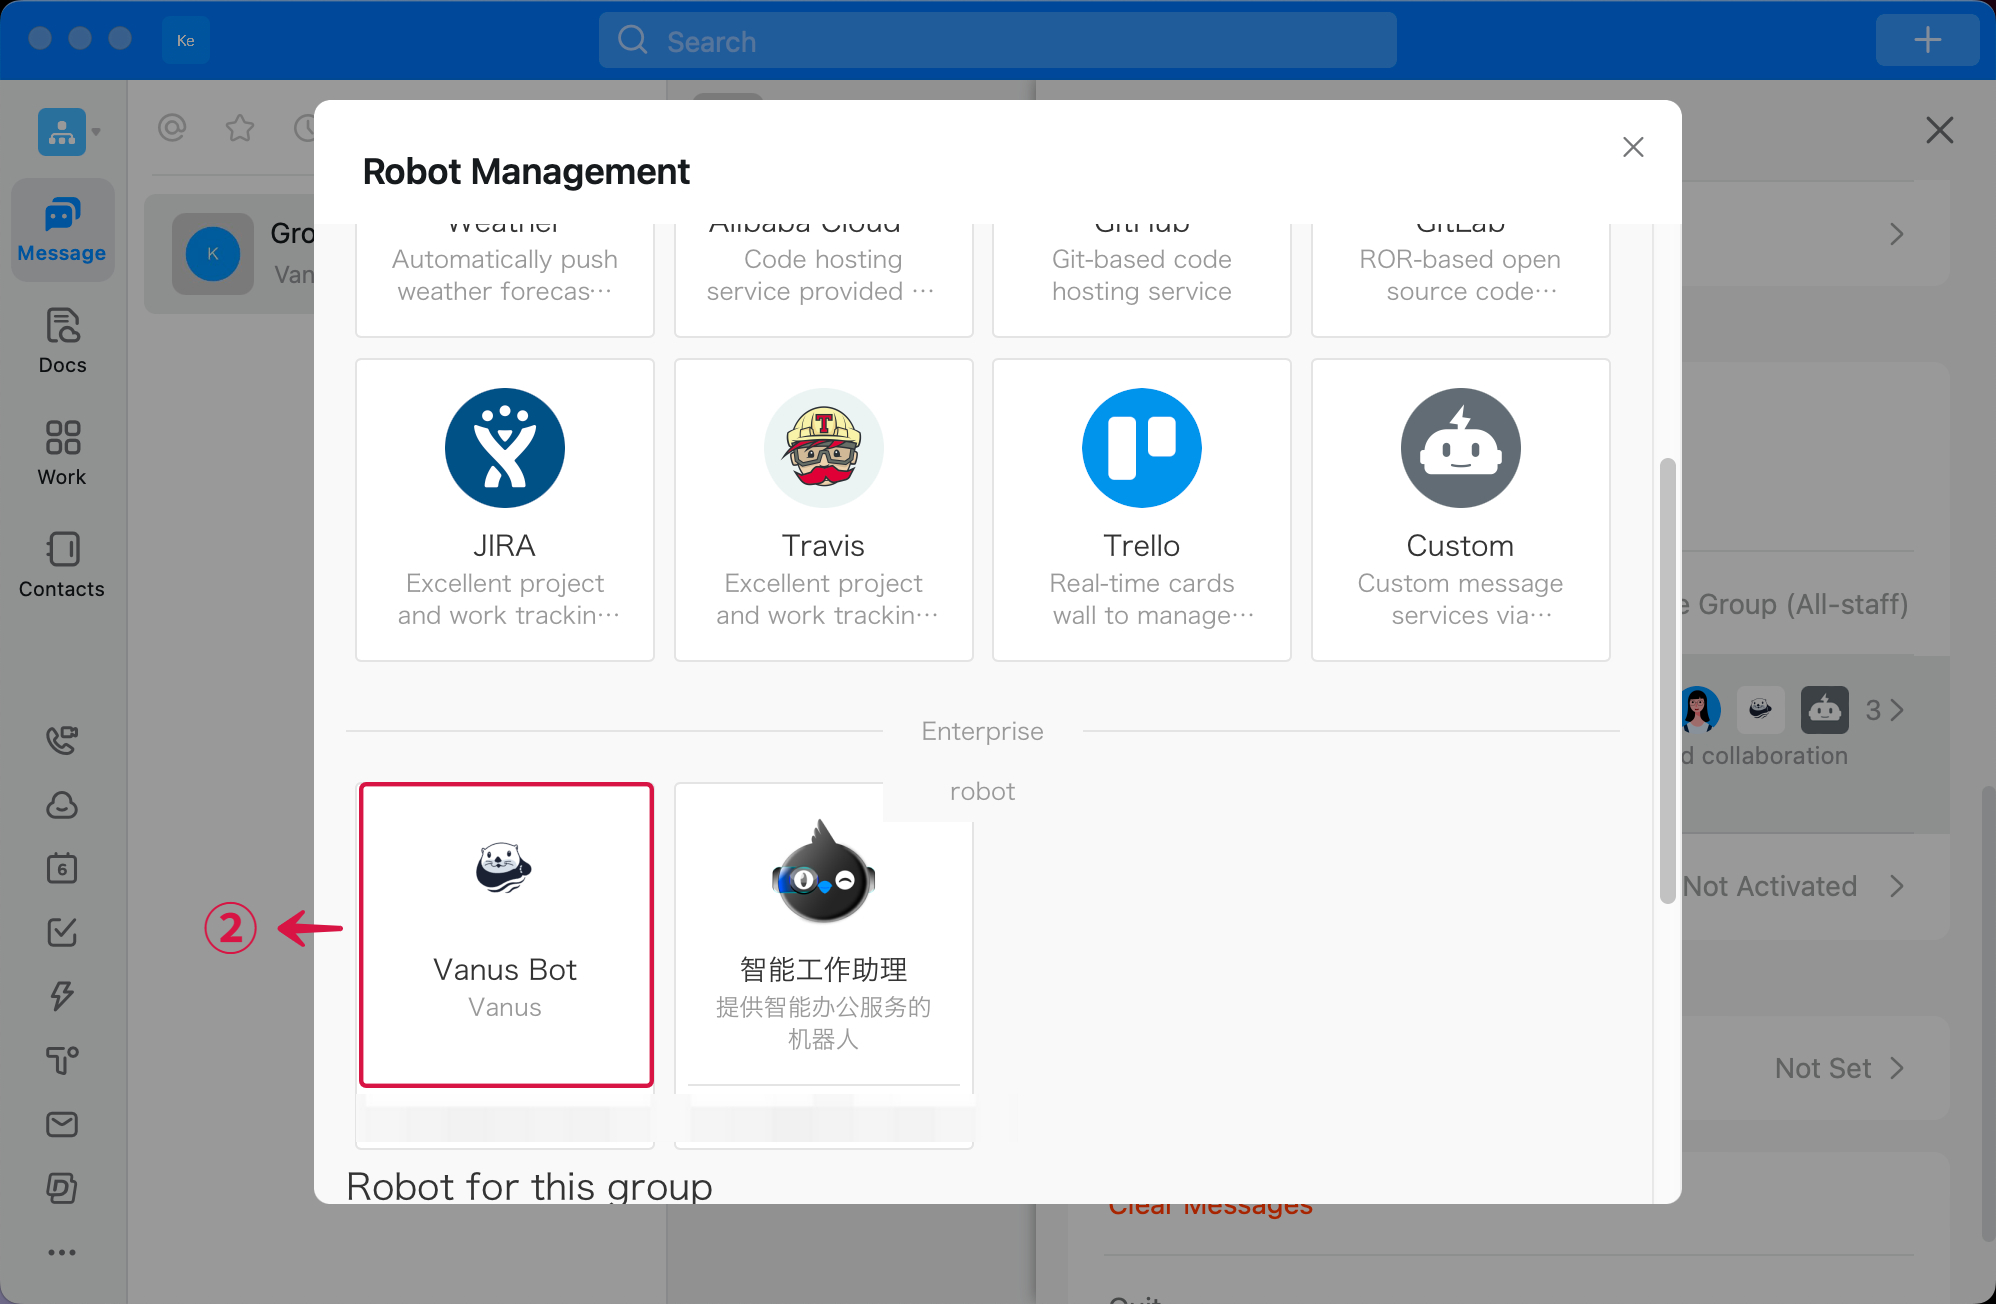 Ke
Search
Message
Docs
Work
Contacts
6
K
Gro
Van
Robot Management
Weather
Automatically push
weather forecas···
Alibaba Cloud
Code hosting
service provided ···
GitHub
Git-based code
hosting service
GitLab
ROR-based open
source code···
JIRA
Excellent project
and work trackin···
T
Travis
Excellent project
and work trackin···
Trello
Real-time cards
wall to manage···
Custom
Custom message
services via···
Enterprise
robot
②
Vanus Bot
Vanus
智能工作助理
提供智能办公服务的
机器人
Robot for this group
e Group (All-staff)
3
d collaboration
Not Activated
Not Set
Clear Messages
Quit